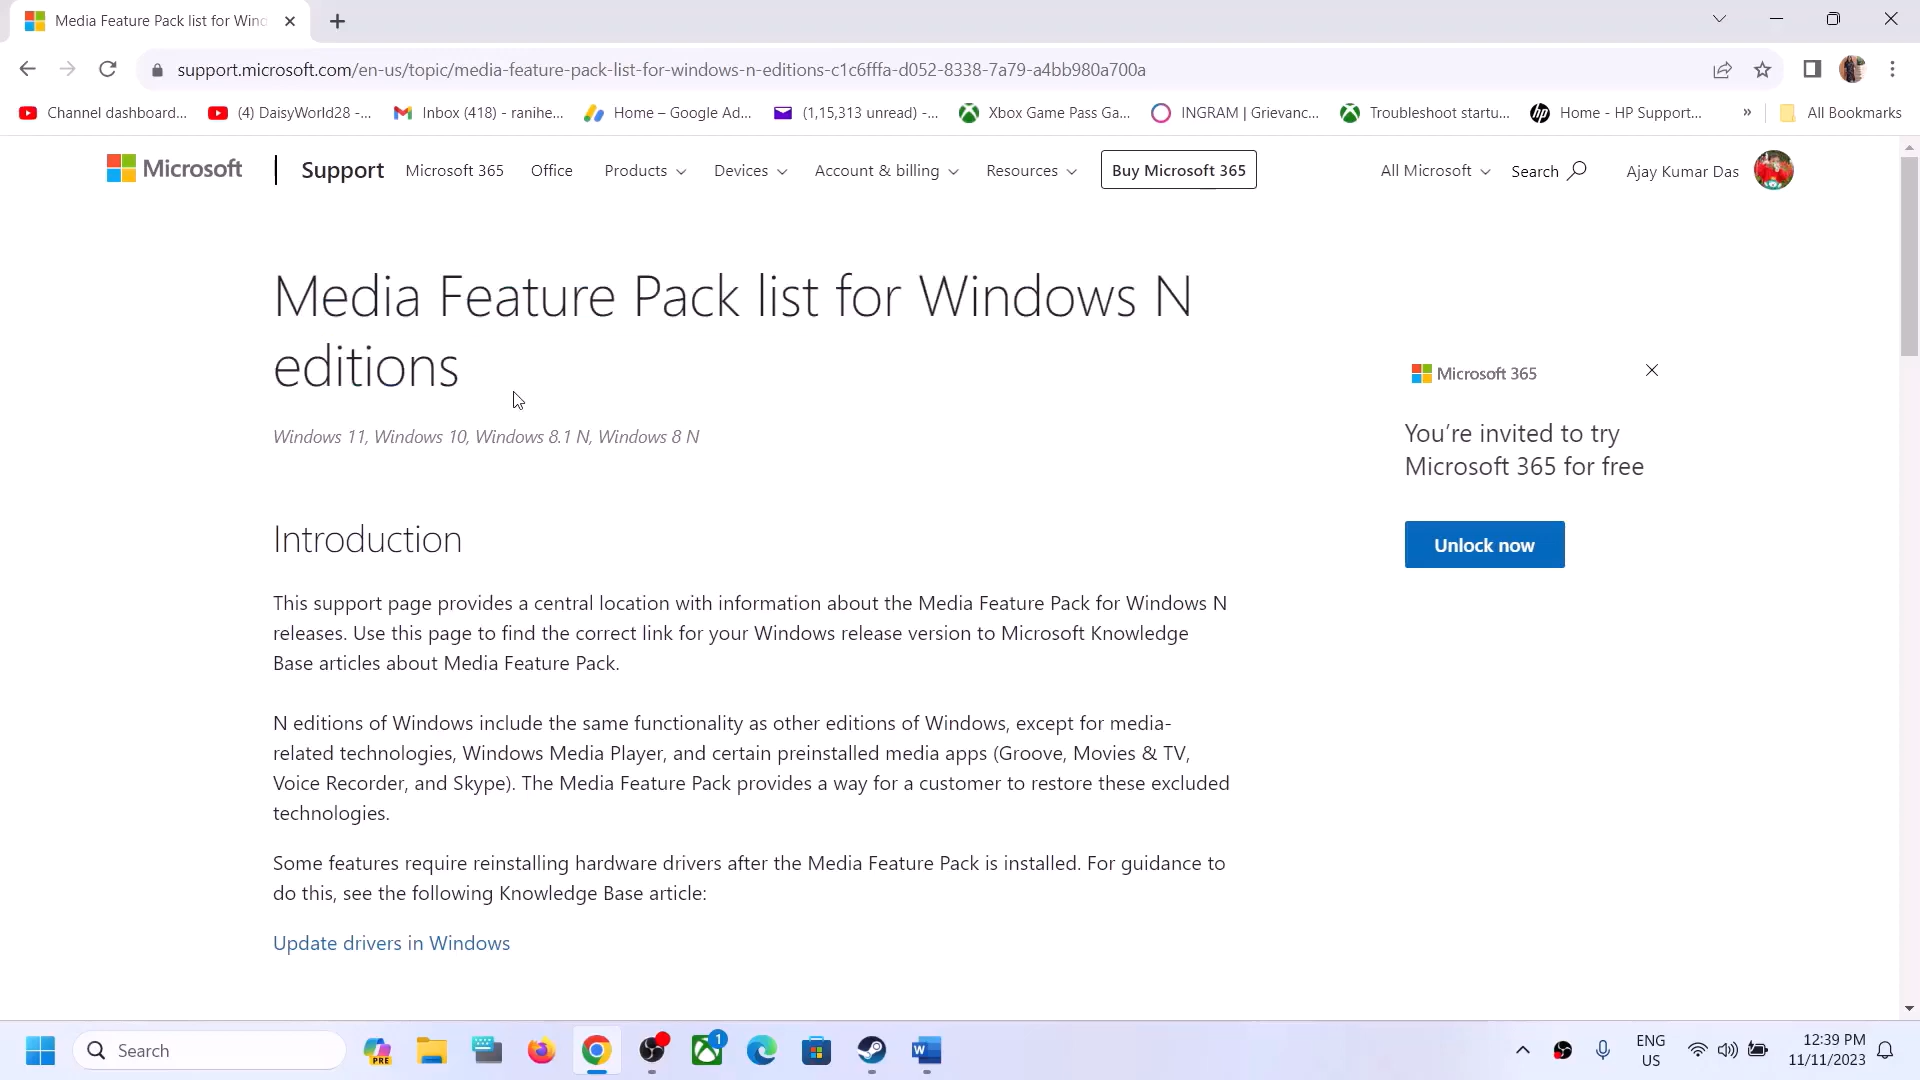 Media Feature Pack list for Wind
support.microsoft.com/en-us/topic/media-feature-pack-list-for-windows-n-editions-c1c6fffa-d052-8338-7a79-a4bb980a700a
Channel dashboard... (4) DaisyWorld28 -... Inbox (418) - ranihe... Home – Google Ad... (1,15,313 unread) -... Xbox Game Pass Ga... INGRAM | Grievanc... Troubleshoot startu... hp Home - HP Support... » All Bookmarks
Microsoft Support Microsoft 365 Office Products Devices Account & billing Resources Buy Microsoft 365 All Microsoft Search Ajay Kumar Das
Media Feature Pack list for Windows N
editions
Windows 11, Windows 10, Windows 8.1 N, Windows 8 N
Introduction
This support page provides a central location with information about the Media Feature Pack for Windows N
releases. Use this page to find the correct link for your Windows release version to Microsoft Knowledge
Base articles about Media Feature Pack.
N editions of Windows include the same functionality as other editions of Windows, except for media-
related technologies, Windows Media Player, and certain preinstalled media apps (Groove, Movies & TV,
Voice Recorder, and Skype). The Media Feature Pack provides a way for a customer to restore these excluded
technologies.
Some features require reinstalling hardware drivers after the Media Feature Pack is installed. For guidance to
do this, see the following Knowledge Base article:
Update drivers in Windows
Microsoft 365
You're invited to try
Microsoft 365 for free
Unlock now
Search
PRE
1
W
ENG
US
12:39 PM
11/11/2023